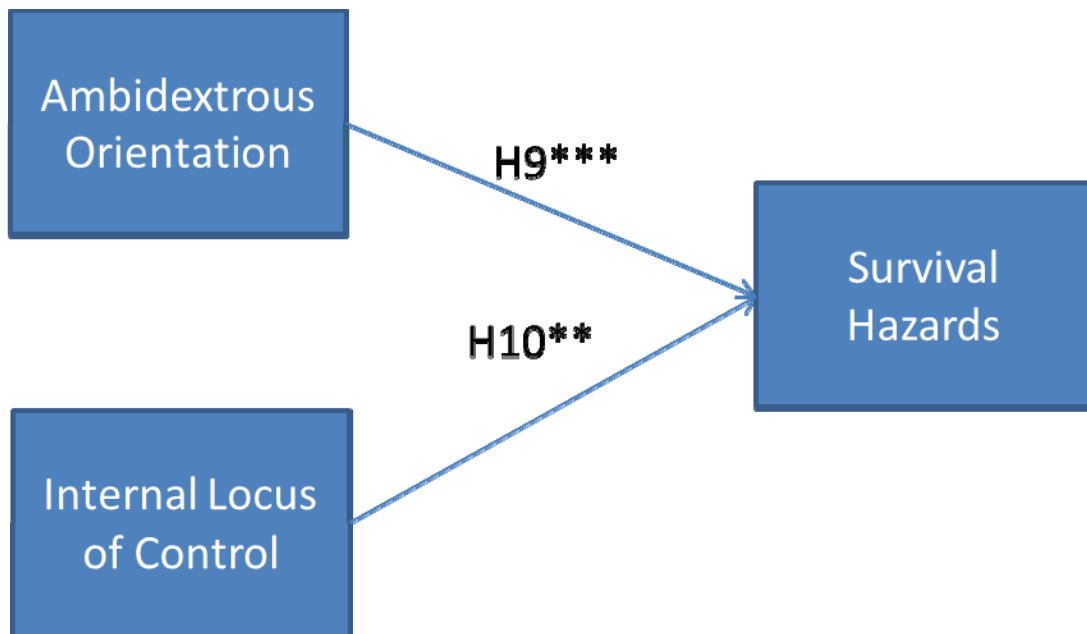 Ambidextrous
Orientation
H9***
Survival
Hazards
H10**
Internal Locus
of Control